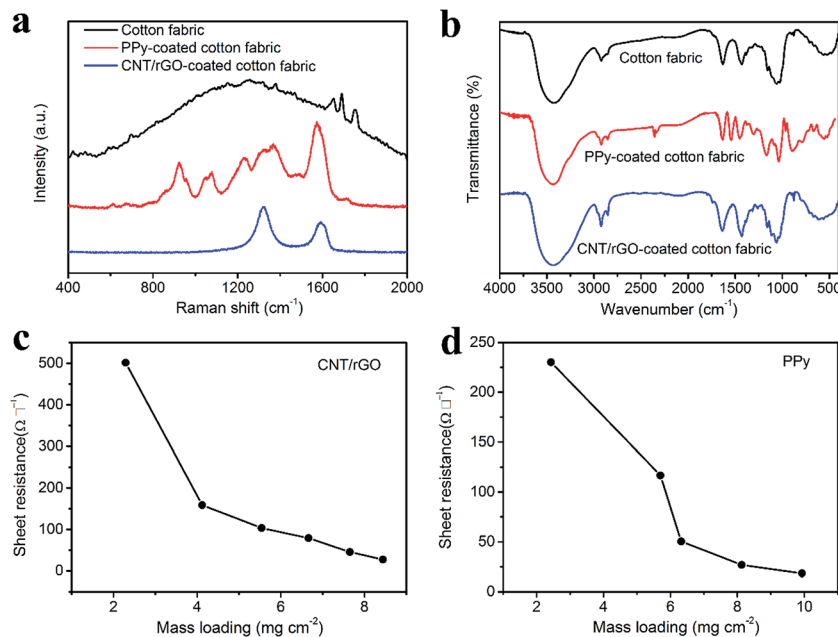 a
Cotton fabric
PPy-coated cotton fabric
CNT/rGO-coated cotton fabric
Intensity (a.u.)
400 800 1200 1600 2000
Raman shift (cm⁻¹)
b
Cotton fabric
PPy-coated cotton fabric
CNT/rGO-coated cotton fabric
Transmittance (%)
4000 3500 3000 2500 2000 1500 1000 500
Wavenumber (cm⁻¹)
c
CNT/rGO
Sheet resistance(Ω □⁻¹)
500
400
300
200
100
0
2 4 6 8
Mass loading (mg cm⁻²)
d
PPy
Sheet resistance(Ω □⁻¹)
250
200
150
100
50
0
2 4 6 8 10
Mass loading (mg cm⁻²)